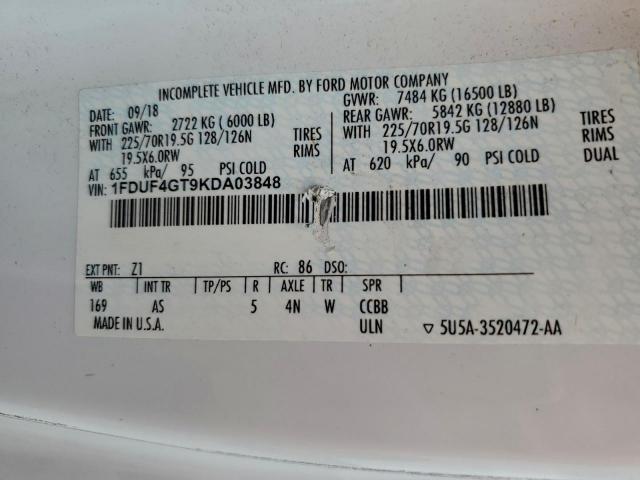 INCOMPLETE VEHICLE MFD. BY FORD MOTOR COMPANY
DATE: 09/18 GVWR: 7484 KG (16500 LB)
FRONT GAWR: 2722 KG ( 6000 LB) REAR GAWR: 5842 KG (12880 LB)
WITH 225/70R19.5G 128/126N TIRES WITH 225/70R19.5G 128/126N TIRES
19.5X6.0RW RIMS 19.5X6.0RW RIMS
AT 655 kPa/ 95 PSI COLD AT 620 kPa/ 90 PSI COLD DUAL
VIN: 1FDUF4GT9KDA03848
EXT PNT: Z1 RC: 86 DSO:
WB INT TR TP/PS R AXLE TR SPR
169 AS 5 4N W CCBB
MADE IN U.S.A. ULN ▽ 5U5A-3520472-AA